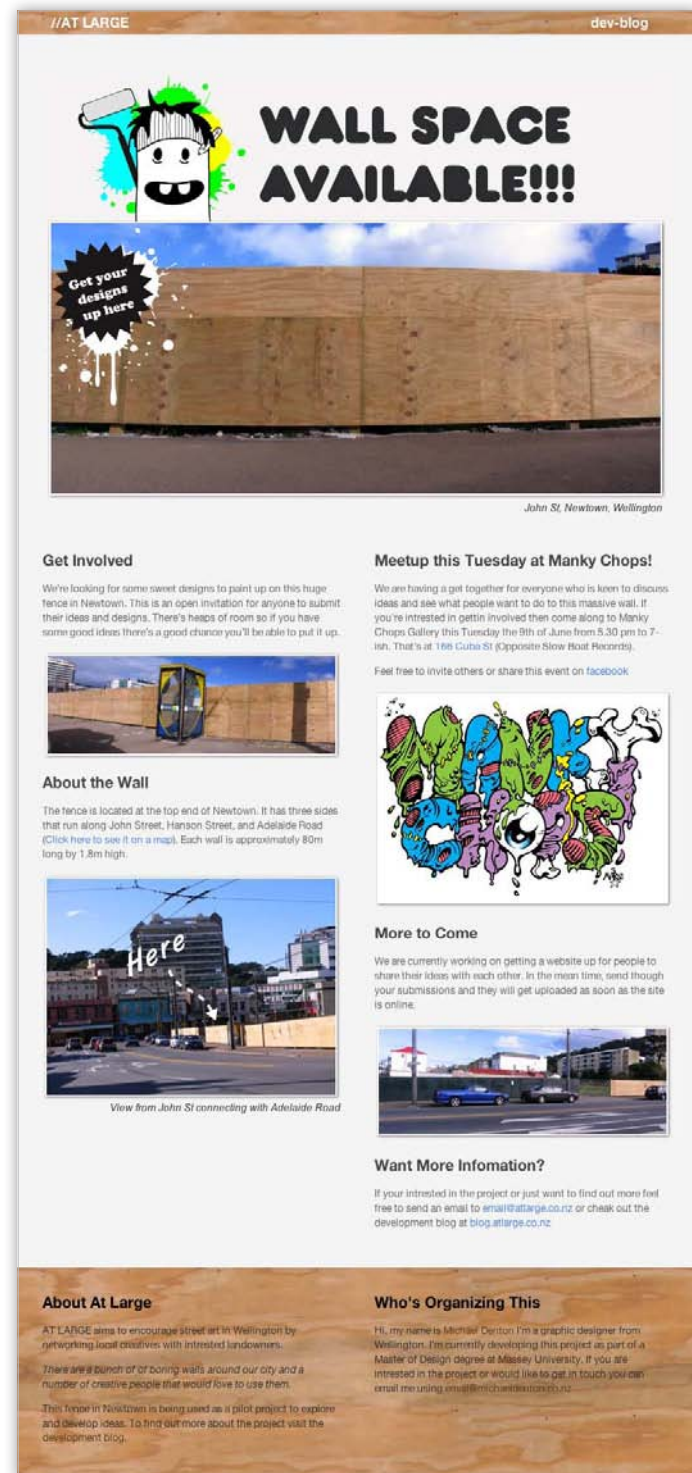 //AT LARGE
dev-blog
WALL SPACE
AVAILABLE!!!
Get your
designs
up here
John St, Newtown, Wellington
Get Involved
We're looking for some sweet designs to paint up on this huge
fence in Newtown. This is an open invitation for anyone to submit
their ideas and designs. There's heaps of room so if you have
some good ideas there's a good chance you'll be able to put it up.
About the Wall
The fence is located at the top end of Newtown. It has three sides
that run along John Street, Hanson Street, and Adelaide Road
(Click here to see it on a map). Each wall is approximately 80m
long by 1.8m high.
Here
View from John St connecting with Adelaide Road
Meetup this Tuesday at Manky Chops!
We are having a get together for everyone who is keen to discuss
ideas and see what people want to do to this massive wall. If
you're intrested in gettin involved then come along to Manky
Chops Gallery this Tuesday the 9th of June from 5.30 pm to 7-
ish. That's at 166 Cuba St (Opposite Slow Boat Records).
Feel free to invite others or share this event on facebook
MANKY
CHOPS
More to Come
We are currently working on getting a website up for people to
share their ideas with each other. In the mean time, send though
your submissions and they will get uploaded as soon as the site
is online.
Want More Infomation?
If your intrested in the project or just want to find out more feel
free to send an email to email@atlarge.co.nz or cheak out the
development blog at blog.atlarge.co.nz
About At Large
AT LARGE aims to encourage street art in Wellington by
networking local creatives with intrested landowners.
There are a bunch of of boring walls around our city and a
number of creative people that would love to use them.
This fence in Newtown is being used as a pilot project to explore
and develop ideas. To find out more about the project visit the
development blog.
Who's Organizing This
Hi, my name is Michael Denton I'm a graphic designer from
Wellington. I'm currently developing this project as part of a
Master of Design degree at Massey University. If you are
intrested in the project or would like to get in touch you can
email me using email@michaeldenton.co.nz